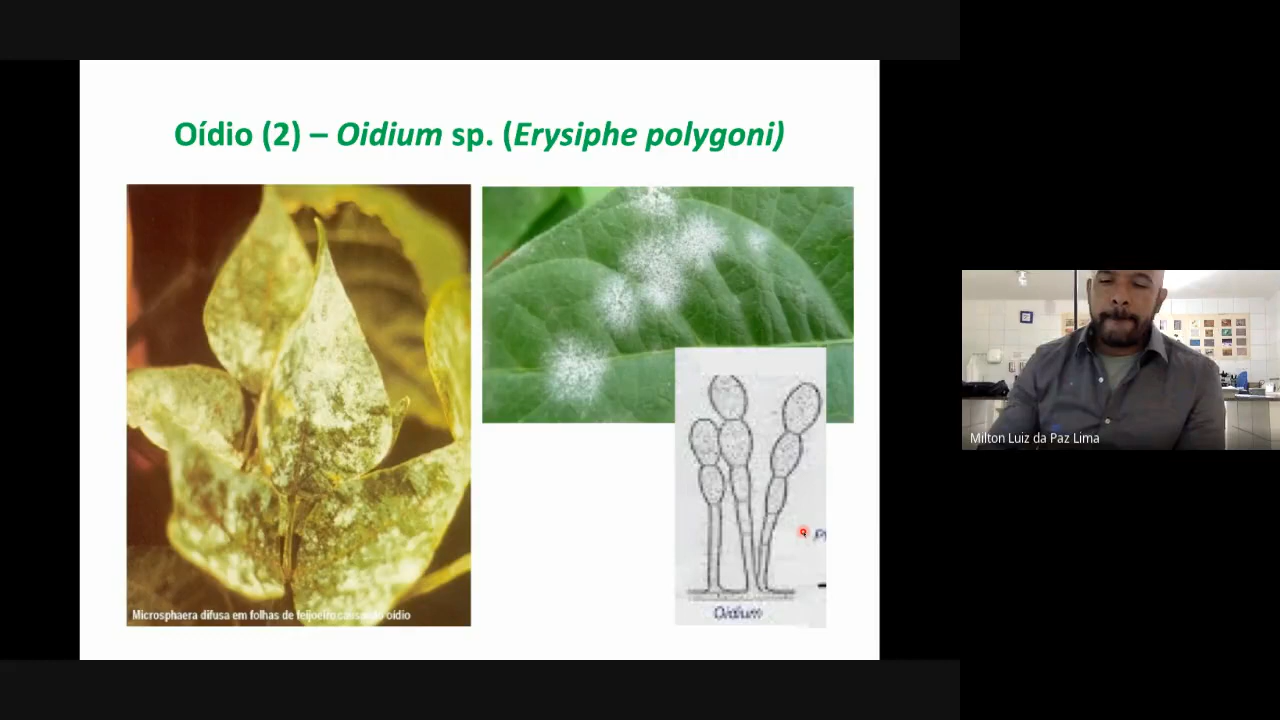 Oídio (2) – Oidium sp. (Erysiphe polygoni)
Microsphaera difusa em folhas de feijoeiro causando oídio
Oidium
Milton Luiz da Paz Lima